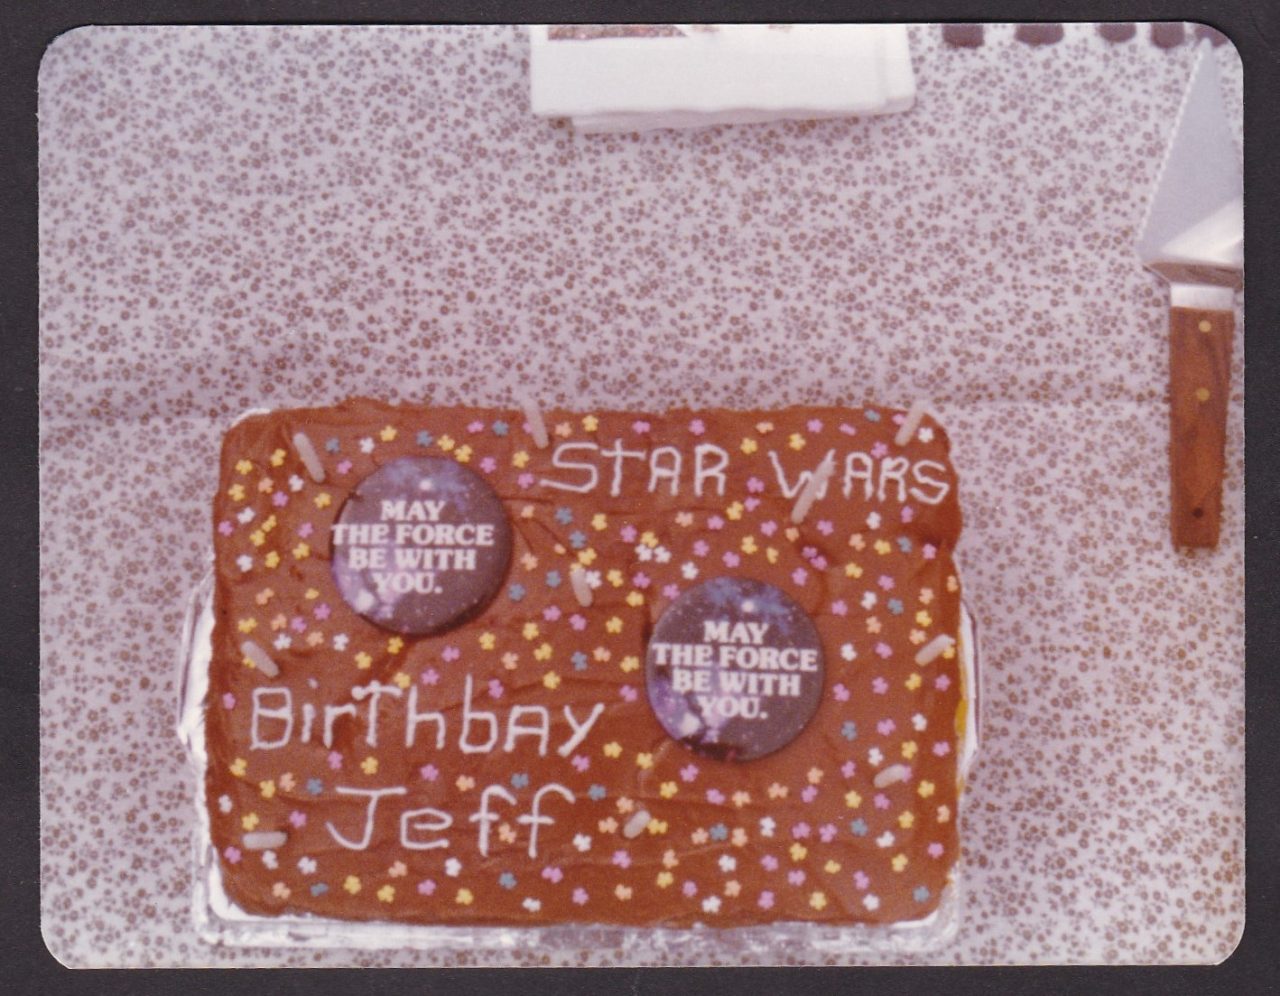 STAR WARS
MAY
THE FORCE
BE WITH
YOU.
MAY
THE FORCE
BE WITH
YOU.
BirThbAy
Jeff